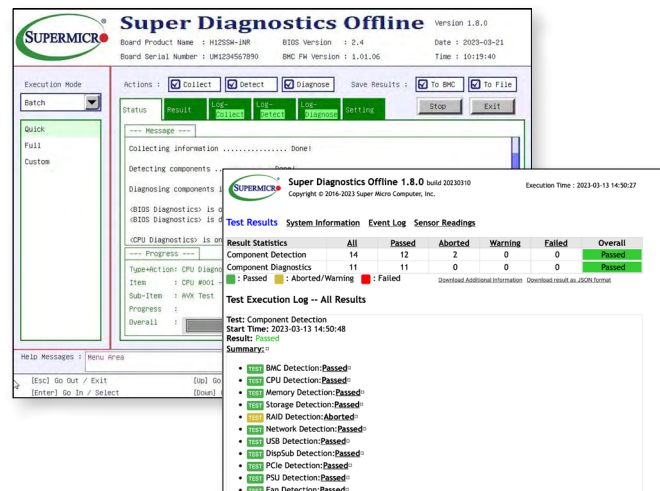 SUPERMICR
Super Diagnostics Offline Version 1.8.0
Board Product Name : H12SSW-iNR BIOS Version : 2.4 Date : 2023-03-21
Board Serial Number : UM1234567890 BMC FW Version : 1.01.06 Time : 10:19:40
Execution Mode
Batch
Quick
Full
Custom
Actions : Collect Detect Diagnose Save Results : To BMC To File
Status Result Log-Collect Log-Detect Log-Diagnose Setting Stop Exit
--- Message ---
Collecting information ................ Done!
Detecting components
Diagnosing components
<BIOS Diagnostics> is o
<BIOS Diagnostics> is d
<CPU Diagnostics> is on
--- Progress ---
Type+Action: CPU Diagno
Item : CPU #001 -
Sub-Item : AVX Test
Progress :
Overall :
Help Messages : Menu Area
[Esc] Go Out / Exit [Up] Go
[Enter] Go In / Select [Down]
SUPERMICR
Super Diagnostics Offline 1.8.0 build 20230310 Execution Time : 2023-03-13 14:50:27
Copyright © 2016-2023 Super Micro Computer, Inc.
Test Results System Information Event Log Sensor Readings
Result Statistics All Passed Aborted Warning Failed Overall
Component Detection 14 12 2 0 0 Passed
Component Diagnostics 11 11 0 0 0 Passed
: Passed : Aborted/Warning : Failed Download Additional Information Download result as JSON format
Test Execution Log -- All Results
Test: Component Detection
Start Time: 2023-03-13 14:50:48
Result: Passed
Summary:
TEST BMC Detection:Passed
TEST CPU Detection:Passed
TEST Memory Detection:Passed
TEST Storage Detection:Passed
TEST RAID Detection:Aborted
TEST Network Detection:Passed
TEST USB Detection:Passed
TEST DispSub Detection:Passed
TEST PCIe Detection:Passed
TEST PSU Detection:Passed
TEST Fan Detection:Passed